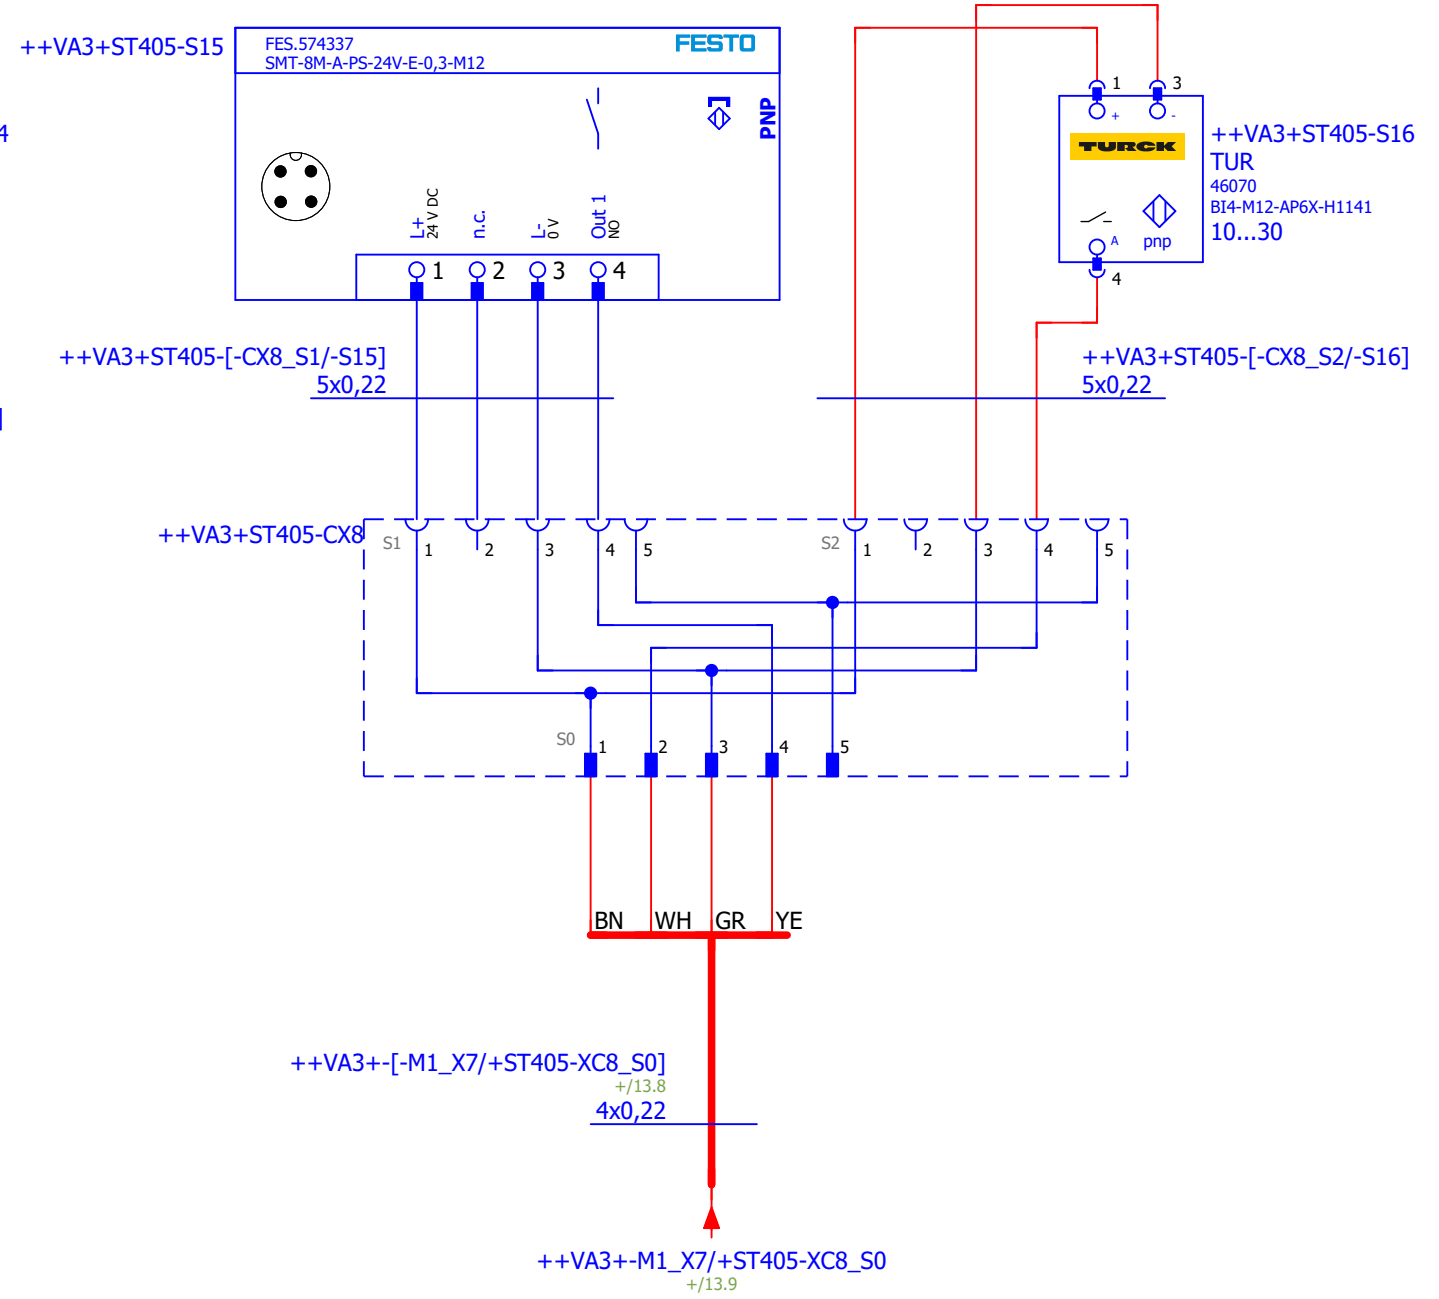 ++VA3+ST405-S15
FES.574337
SMT-8M-A-PS-24V-E-0,3-M12
FESTO
PNP
L+
24 V DC
n.c.
L-
0 V
Out 1
NO
1 2 3 4
4
]
1 3
+ -
TURCK
A
pnp
4
++VA3+ST405-S16
TUR
46070
BI4-M12-AP6X-H1141
10...30
++VA3+ST405-[-CX8_S1/-S15]
5x0,22
++VA3+ST405-[-CX8_S2/-S16]
5x0,22
++VA3+ST405-CX8
S1 1 2 3 4 5
S2 1 2 3 4 5
S0 1 2 3 4 5
BN WH GR YE
++VA3+-[-M1_X7/+ST405-XC8_S0]
+/13.8
4x0,22
++VA3+-M1_X7/+ST405-XC8_S0
+/13.9